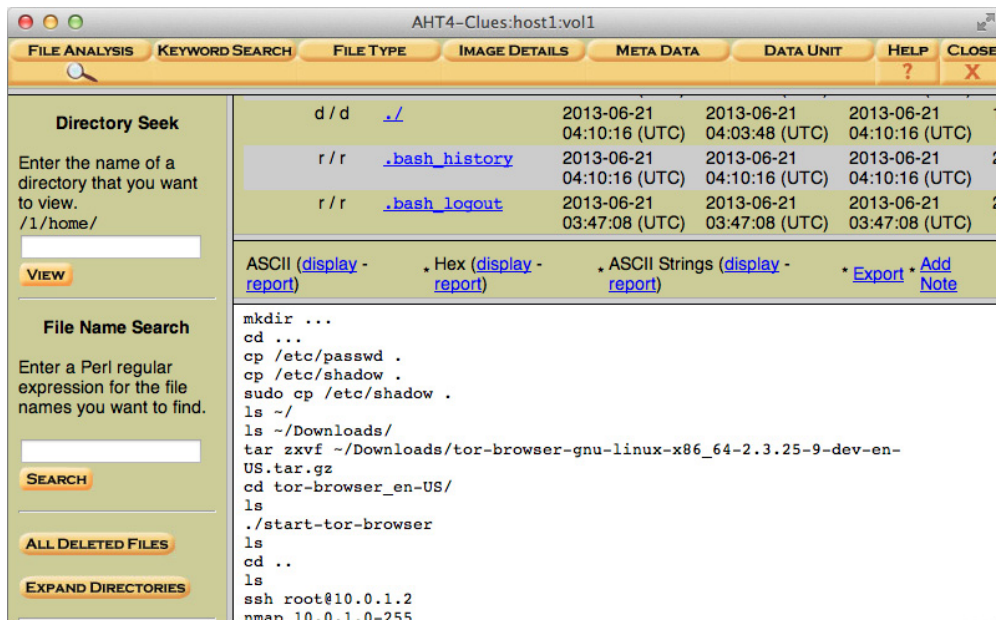 AHT4-Clues:host1:vol1
FILE ANALYSIS KEYWORD SEARCH FILE TYPE IMAGE DETAILS META DATA DATA UNIT HELP CLOSE
? X
Directory Seek
Enter the name of a
directory that you want
to view.
/1/home/
VIEW
File Name Search
Enter a Perl regular
expression for the file
names you want to find.
SEARCH
ALL DELETED FILES
EXPAND DIRECTORIES
d / d ./ 2013-06-21 2013-06-21 2013-06-21
04:10:16 (UTC) 04:03:48 (UTC) 04:10:16 (UTC)
r / r .bash_history 2013-06-21 2013-06-21 2013-06-21
04:10:16 (UTC) 04:10:16 (UTC) 04:10:16 (UTC)
r / r .bash_logout 2013-06-21 2013-06-21 2013-06-21
03:47:08 (UTC) 03:47:08 (UTC) 03:47:08 (UTC)
ASCII (display - * Hex (display - * ASCII Strings (display - * Export * Add
report) report) report) Note
mkdir ...
cd ...
cp /etc/passwd .
cp /etc/shadow .
sudo cp /etc/shadow .
ls ~/
ls ~/Downloads/
tar zxvf ~/Downloads/tor-browser-gnu-linux-x86_64-2.3.25-9-dev-en-
US.tar.gz
cd tor-browser_en-US/
ls
./start-tor-browser
ls
cd ..
ls
ssh root@10.0.1.2
nmap 10.0.1.0-255